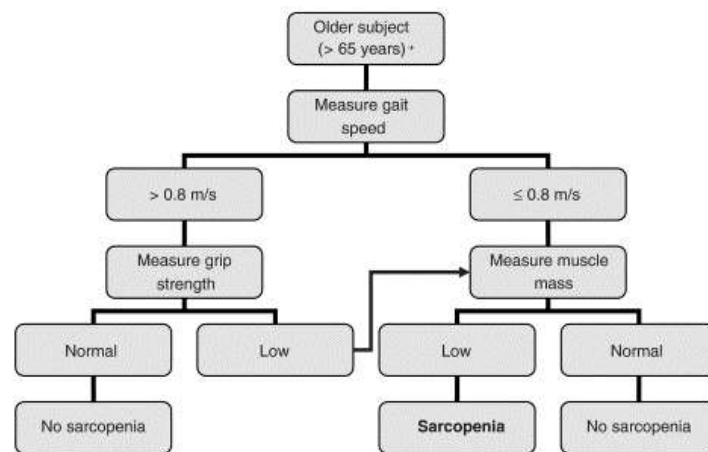 Older subject
(> 65 years) +
Measure gait
speed
> 0.8 m/s
≤ 0.8 m/s
Measure grip
strength
Measure muscle
mass
Normal
Low
Low
Normal
No sarcopenia
Sarcopenia
No sarcopenia